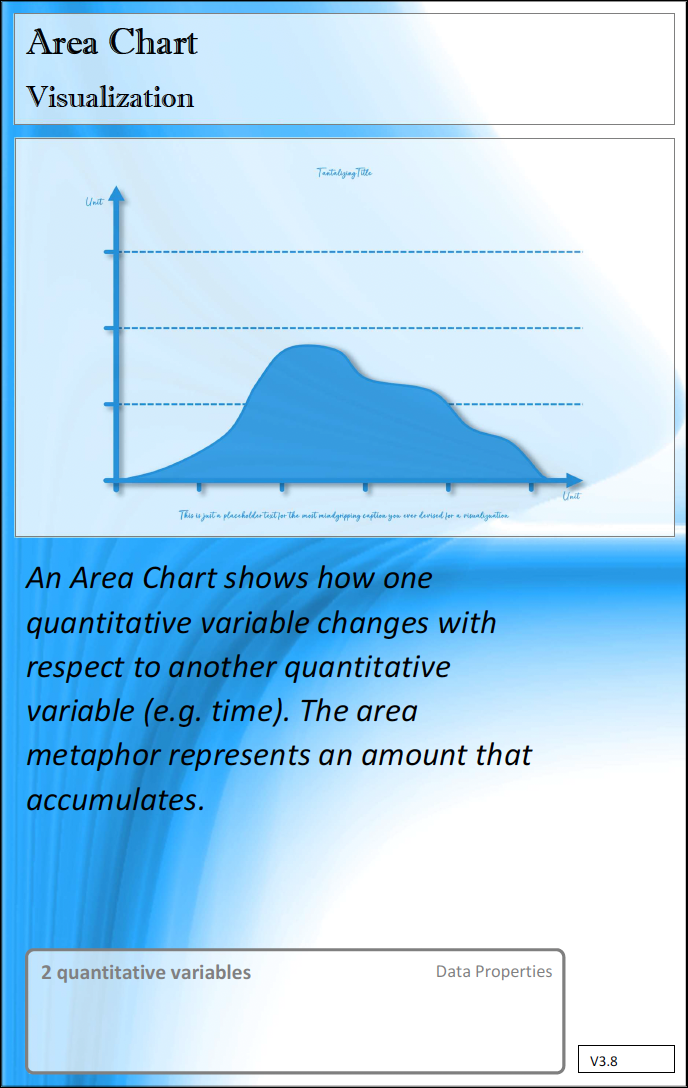 Area Chart
Visualization
Tantalizing Title
Unit
Unit
This is just a placeholder text for the most mindgripping caption you ever devised for a visualization
An Area Chart shows how one
quantitative variable changes with
respect to another quantitative
variable (e.g. time). The area
metaphor represents an amount that
accumulates.
2 quantitative variables
Data Properties
V3.8